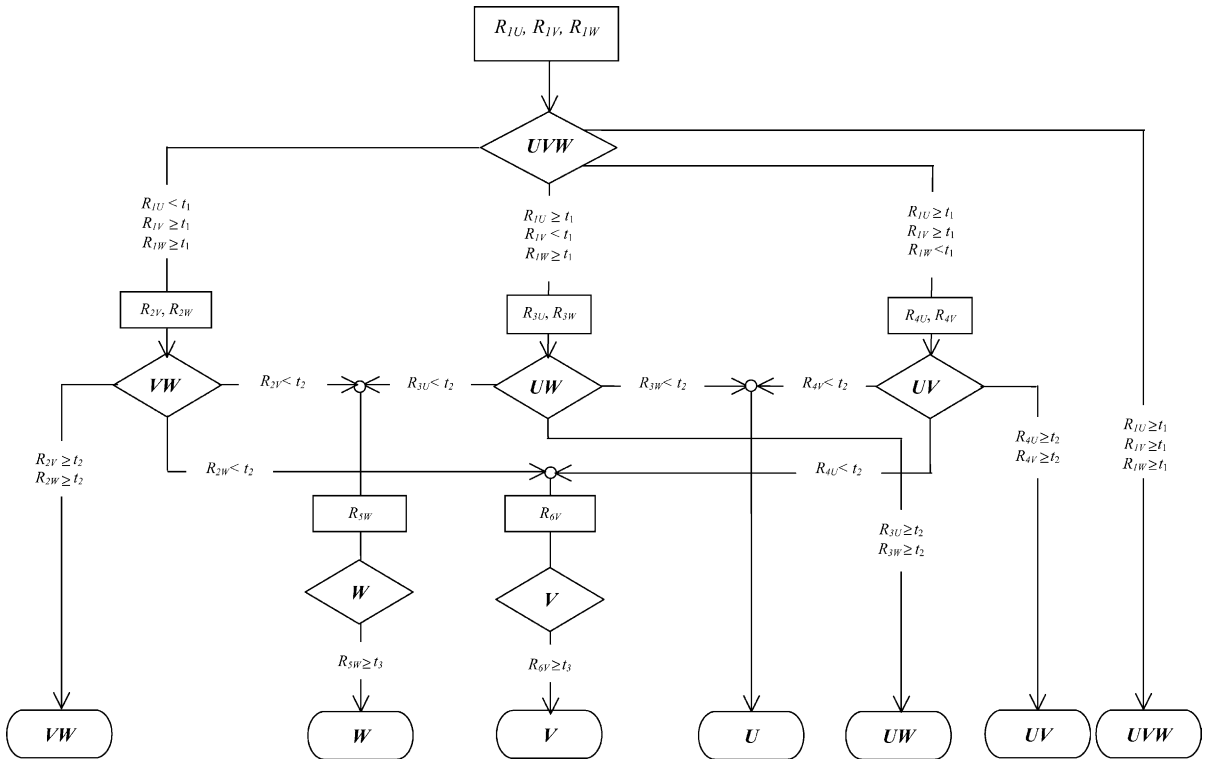 R1U, R1V, R1W
UVW
R1U < t1
R1V ≥ t1
R1W ≥ t1
R1U ≥ t1
R1V < t1
R1W ≥ t1
R1U ≥ t1
R1V ≥ t1
R1W < t1
R2V, R2W
R3U, R3W
R4U, R4V
VW
R2V < t2
R3U < t2
UW
R3W < t2
R4V < t2
UV
R2V ≥ t2
R2W ≥ t2
R2W < t2
R4U < t2
R4U ≥ t2
R4V ≥ t2
R1U ≥ t1
R1V ≥ t1
R1W ≥ t1
R5W
R6V
R3U ≥ t2
R3W ≥ t2
W
V
R5W ≥ t3
R6V ≥ t3
VW
W
V
U
UW
UV
UVW